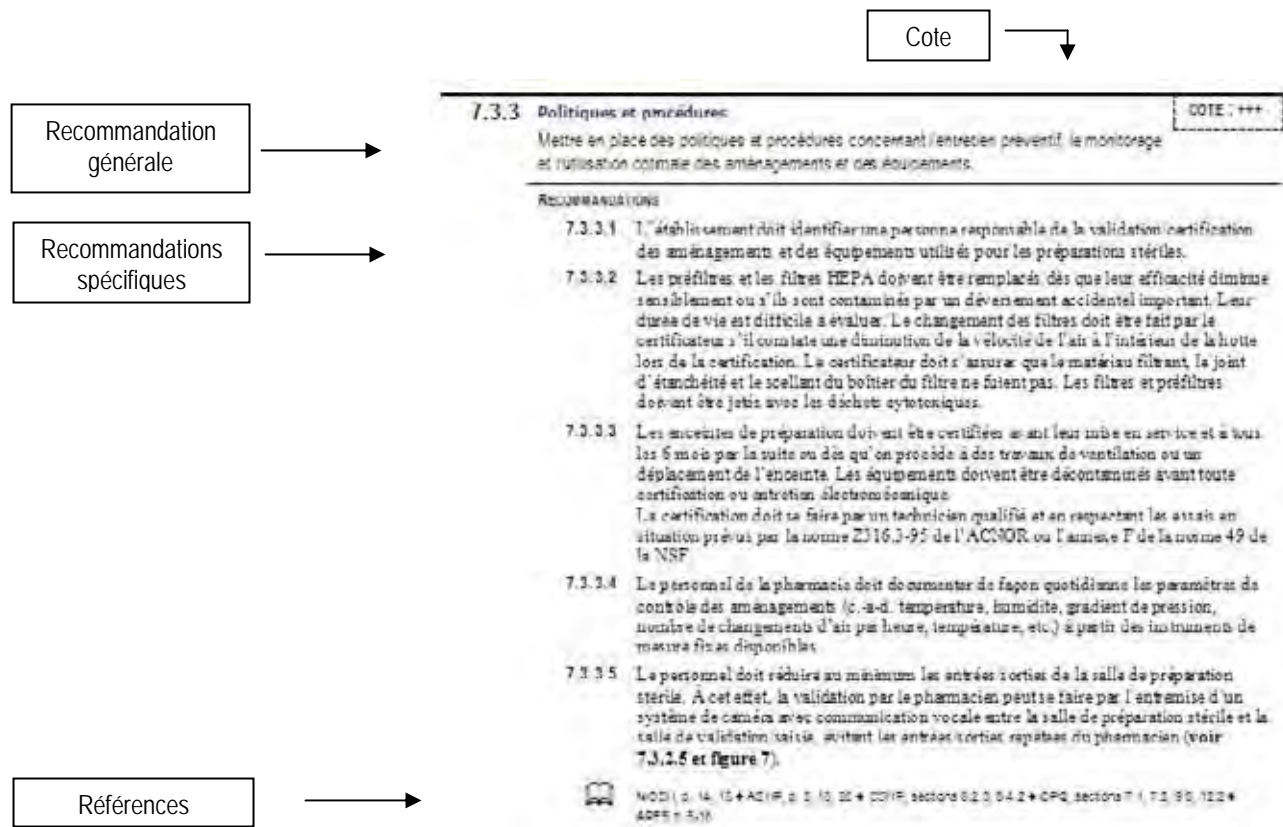 Cote
Recommandation
générale
Recommandations
spécifiques
Références
7.3.3 Politiques et procédures
COTE : +++
Mettre en place des politiques et procédures concernant l'entretien préventif, le monitorage
et l'utilisation optimale des aménagements et des équipements.
RECOMMANDATIONS
7.3.3.1 L'établissement doit identifier une personne responsable de la validation/certification
des aménagements et des équipements utilisés pour les préparations stériles.
7.3.3.2 Les préfiltres et les filtres HEPA doivent être remplacés dès que leur efficacité diminue
sensiblement ou s'ils sont contaminés par un déversement accidentel important. Leur
durée de vie est difficile à évaluer. Le changement des filtres doit être fait par le
certificateur s'il constate une diminution de la vélocité de l'air à l'intérieur de la hotte
lors de la certification. Le certificateur doit s'assurer que le matériau filtrant, le joint
d'étanchéité et le scellant du boîtier du filtre ne fuient pas. Les filtres et préfiltres
doivent être jetés avec les déchets cytotoxiques.
7.3.3.3 Les enceintes de préparation doivent être certifiées avant leur mise en service et à tous
les 6 mois par la suite ou dès qu'on procède à des travaux de ventilation ou un
déplacement de l'enceinte. Les équipements doivent être décontaminés avant toute
certification ou entretien électromécanique.
La certification doit se faire par un technicien qualifié et en respectant les essais en
situation prévus par la norme Z316.3-95 de l'ACNOR ou l'annexe F de la norme 49 de
la NSF.
7.3.3.4 Le personnel de la pharmacie doit documenter de façon quotidienne les paramètres de
contrôle des aménagements (c.-a-d. température, humidité, gradient de pression,
nombre de changements d'air par heure, température, etc.) à partir des instruments de
mesure fixes disponibles.
7.3.3.5 Le personnel doit réduire au minimum les entrées/sorties de la salle de préparation
stérile. À cet effet, la validation par le pharmacien peut se faire par l'entremise d'un
système de caméra avec communication vocale entre la salle de préparation stérile et la
salle de validation saisie, évitant les entrées/sorties répétées du pharmacien (voir
7.3.2.5 et figure 7).